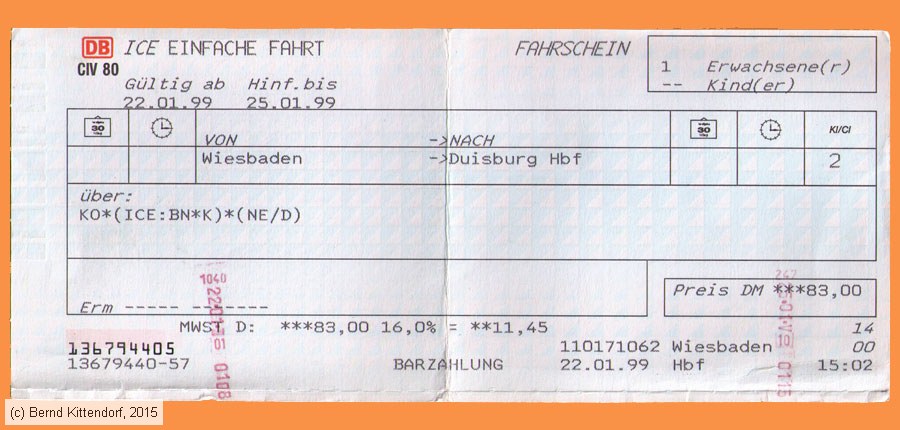 DB ICE EINFACHE FAHRT FAHRSCHEIN
CIV 80
1 Erwachsene(r)
-- Kind(er)
Gültig ab Hinf.bis
22.01.99 25.01.99
VON ->NACH Kl/Cl
Wiesbaden ->Duisburg Hbf 2
über:
KO*(ICE:BN*K)*(NE/D)
Erm ----- -- -----
Preis DM ***83,00
MWST D: ***83,00 16,0% = **11,45 14
136794405 110171062 Wiesbaden 00
13679440-57 BARZAHLUNG 22.01.99 Hbf 15:02
(c) Bernd Kittendorf, 2015